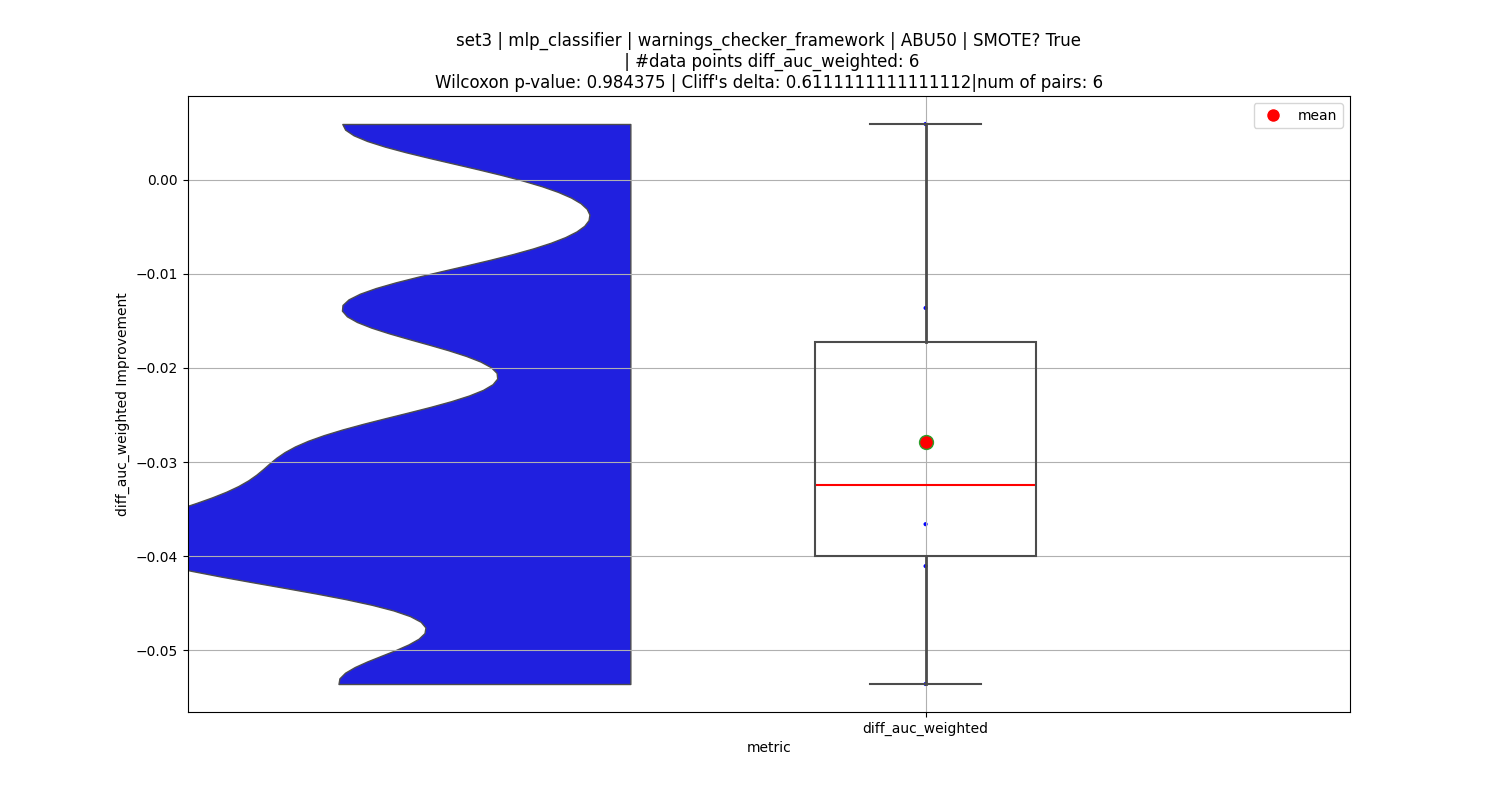 set3 | mlp_classifier | warnings_checker_framework | ABU50 | SMOTE? True
| #data points diff_auc_weighted: 6
Wilcoxon p-value: 0.984375 | Cliff's delta: 0.6111111111111112|num of pairs: 6
mean
0.00
−0.01
−0.02
−0.03
−0.04
−0.05
diff_auc_weighted Improvement
diff_auc_weighted
metric